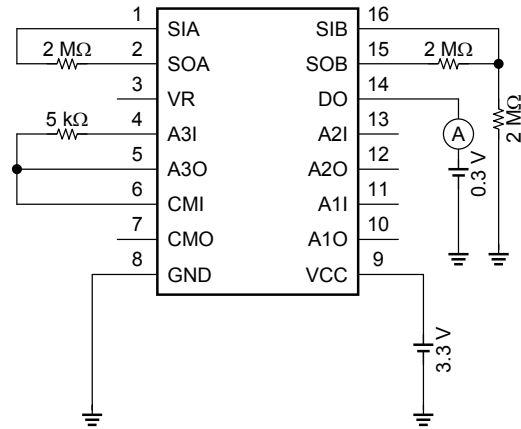 1 SIA SIB 16
2 MΩ 2 SOA SOB 15 2 MΩ
3 VR DO 14
2 MΩ
5 kΩ 4 A3I A2I 13
A
5 A3O A2O 12
0.3 V
6 CMI A1I 11
7 CMO A1O 10
8 GND VCC 9
3.3 V